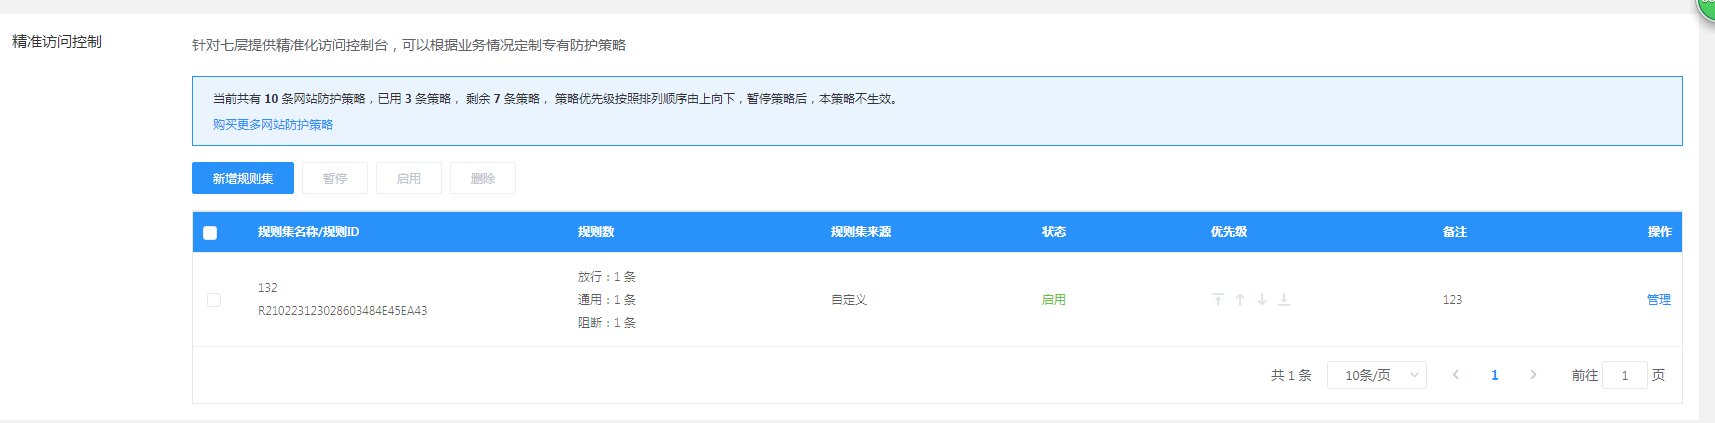 精准访问控制
针对七层提供精准化访问控制台，可以根据业务情况定制专有防护策略
当前共有 10 条网站防护策略，已用 3 条策略， 剩余 7 条策略， 策略优先级按照排列顺序由上向下，暂停策略后，本策略不生效。
购买更多网站防护策略
新增规则集 暂停 启用 删除
规则集名称/规则ID 规则数 规则集来源 状态 优先级 备注 操作
132
R210223123028603484E45EA43
放行：1 条
通用：1 条
阻断：1 条
自定义 启用 123 管理
共 1 条 10条/页 1 前往 1 页